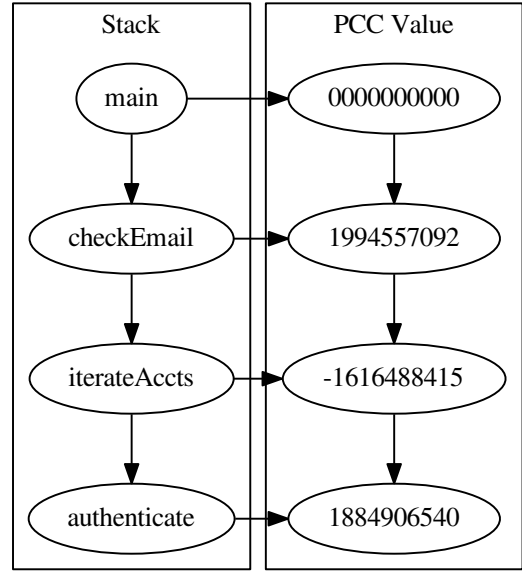 Stack
PCC Value
main
0000000000
checkEmail
1994557092
iterateAccts
-1616488415
authenticate
1884906540